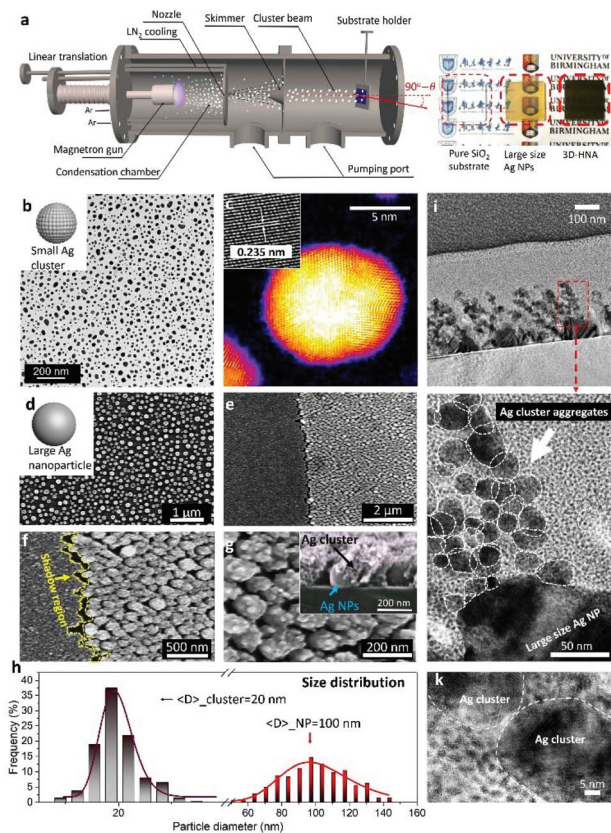 a
Nozzle
LN2 cooling
Skimmer
Cluster beam
Substrate holder
Linear translation
Ar
Ar
Magnetron gun
Condensation chamber
Pumping port
90°−θ
UNIVERSITY OF
BIRMINGHAM
UNIVERSITY OF
BIRMINGHAM
Pure SiO2
substrate
Large size
Ag NPs
3D-HNA
b
Small Ag
cluster
200 nm
c
0.235 nm
5 nm
i
100 nm
d
Large Ag
nanoparticle
1 μm
e
2 μm
Ag cluster aggregates
Large size Ag NP
50 nm
f
Shadow region
500 nm
g
Ag cluster
Ag NPs
200 nm
200 nm
h
Size distribution
<D>_cluster=20 nm
<D>_NP=100 nm
Frequency (%)
40
35
30
25
20
15
10
5
0
20
60
80
100
120
140
160
Particle diameter (nm)
k
Ag cluster
Ag cluster
5 nm